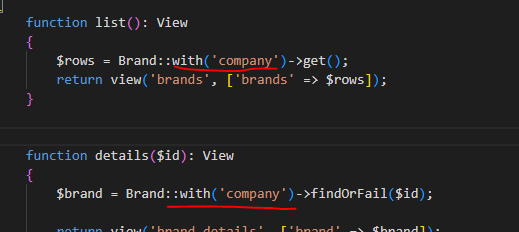 function list(): View
{
$rows = Brand::with('company')->get();
return view('brands', ['brands' => $rows]);
}
function details($id): View
{
$brand = Brand::with('company')->findOrFail($id);
return view('brand_details', ['brand' => $brand]);